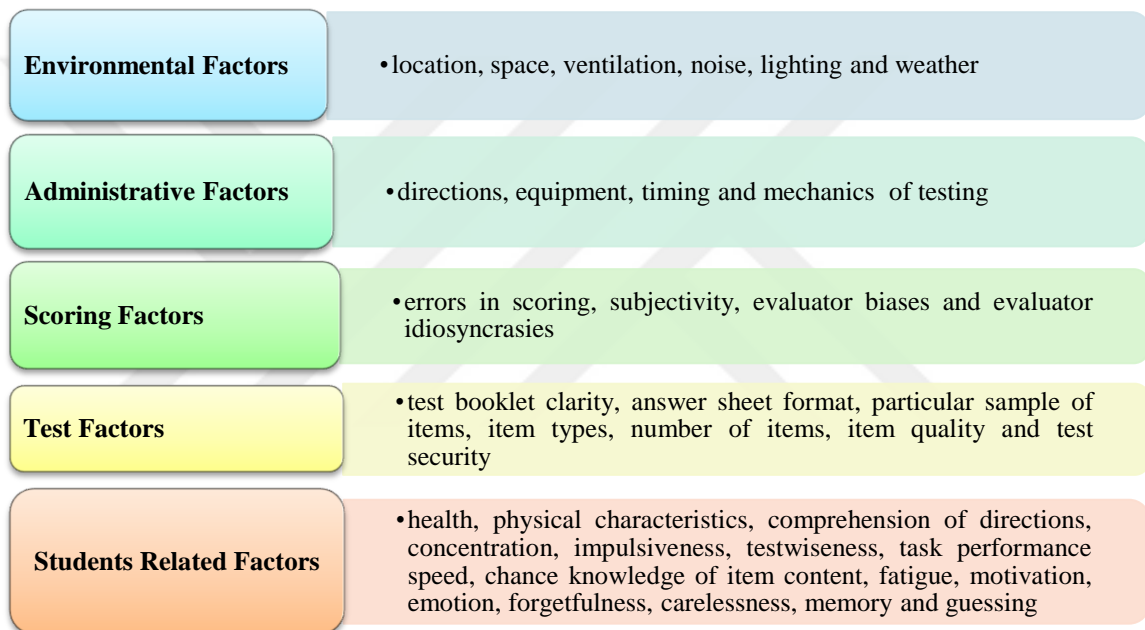 Environmental Factors
•location, space, ventilation, noise, lighting and weather
Administrative Factors
•directions, equipment, timing and mechanics of testing
Scoring Factors
•errors in scoring, subjectivity, evaluator biases and evaluator
idiosyncrasies
Test Factors
•test booklet clarity, answer sheet format, particular sample of
items, item types, number of items, item quality and test
security
Students Related Factors
•health, physical characteristics, comprehension of directions,
concentration, impulsiveness, testwiseness, task performance
speed, chance knowledge of item content, fatigue, motivation,
emotion, forgetfulness, carelessness, memory and guessing